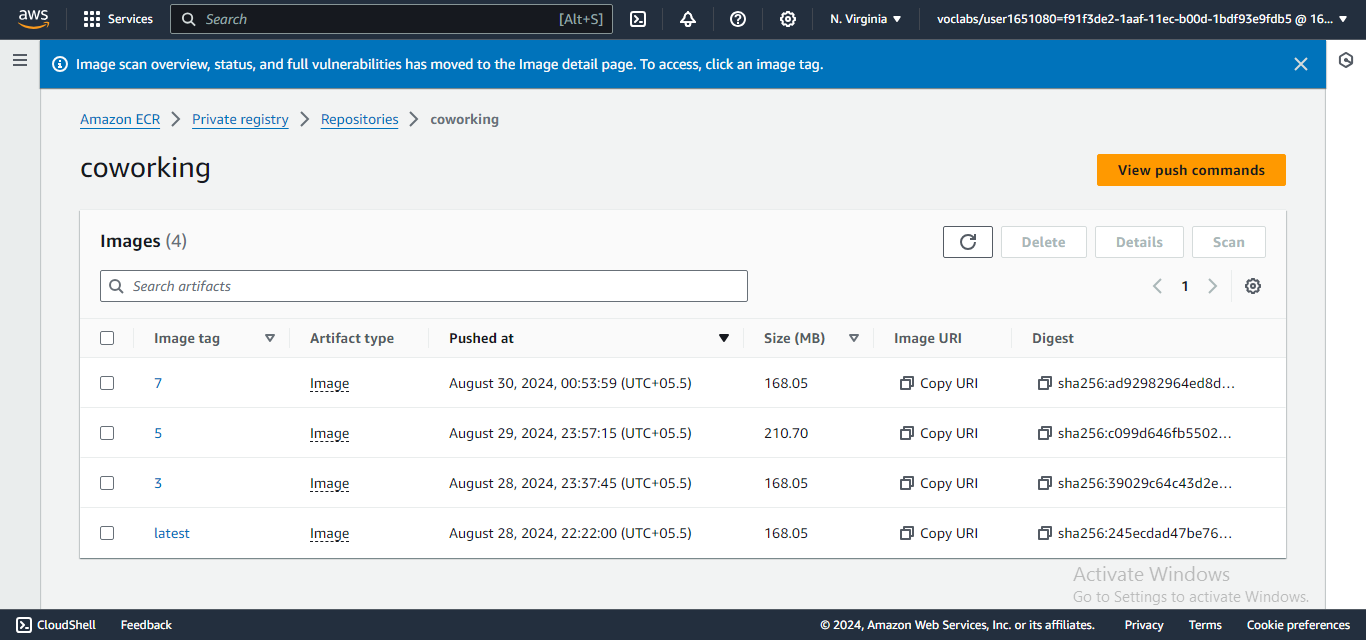 aws Services Search [Alt+S] N. Virginia voclabs/user1651080=f91f3de2-1aaf-11ec-b00d-1bdf93e9fdb5 @ 16...
Image scan overview, status, and full vulnerabilities has moved to the Image detail page. To access, click an image tag.
Amazon ECR Private registry Repositories coworking
coworking
View push commands
Images (4)
Delete Details Scan
Search artifacts
1
Image tag Artifact type Pushed at Size (MB) Image URI Digest
7 Image August 30, 2024, 00:53:59 (UTC+05.5) 168.05 Copy URI sha256:ad92982964ed8d...
5 Image August 29, 2024, 23:57:15 (UTC+05.5) 210.70 Copy URI sha256:c099d646fb5502...
3 Image August 28, 2024, 23:37:45 (UTC+05.5) 168.05 Copy URI sha256:39029c64c43d2e...
latest Image August 28, 2024, 22:22:00 (UTC+05.5) 168.05 Copy URI sha256:245ecdad47be76...
Activate Windows
Go to Settings to activate Windows.
CloudShell Feedback © 2024, Amazon Web Services, Inc. or its affiliates. Privacy Terms Cookie preferences